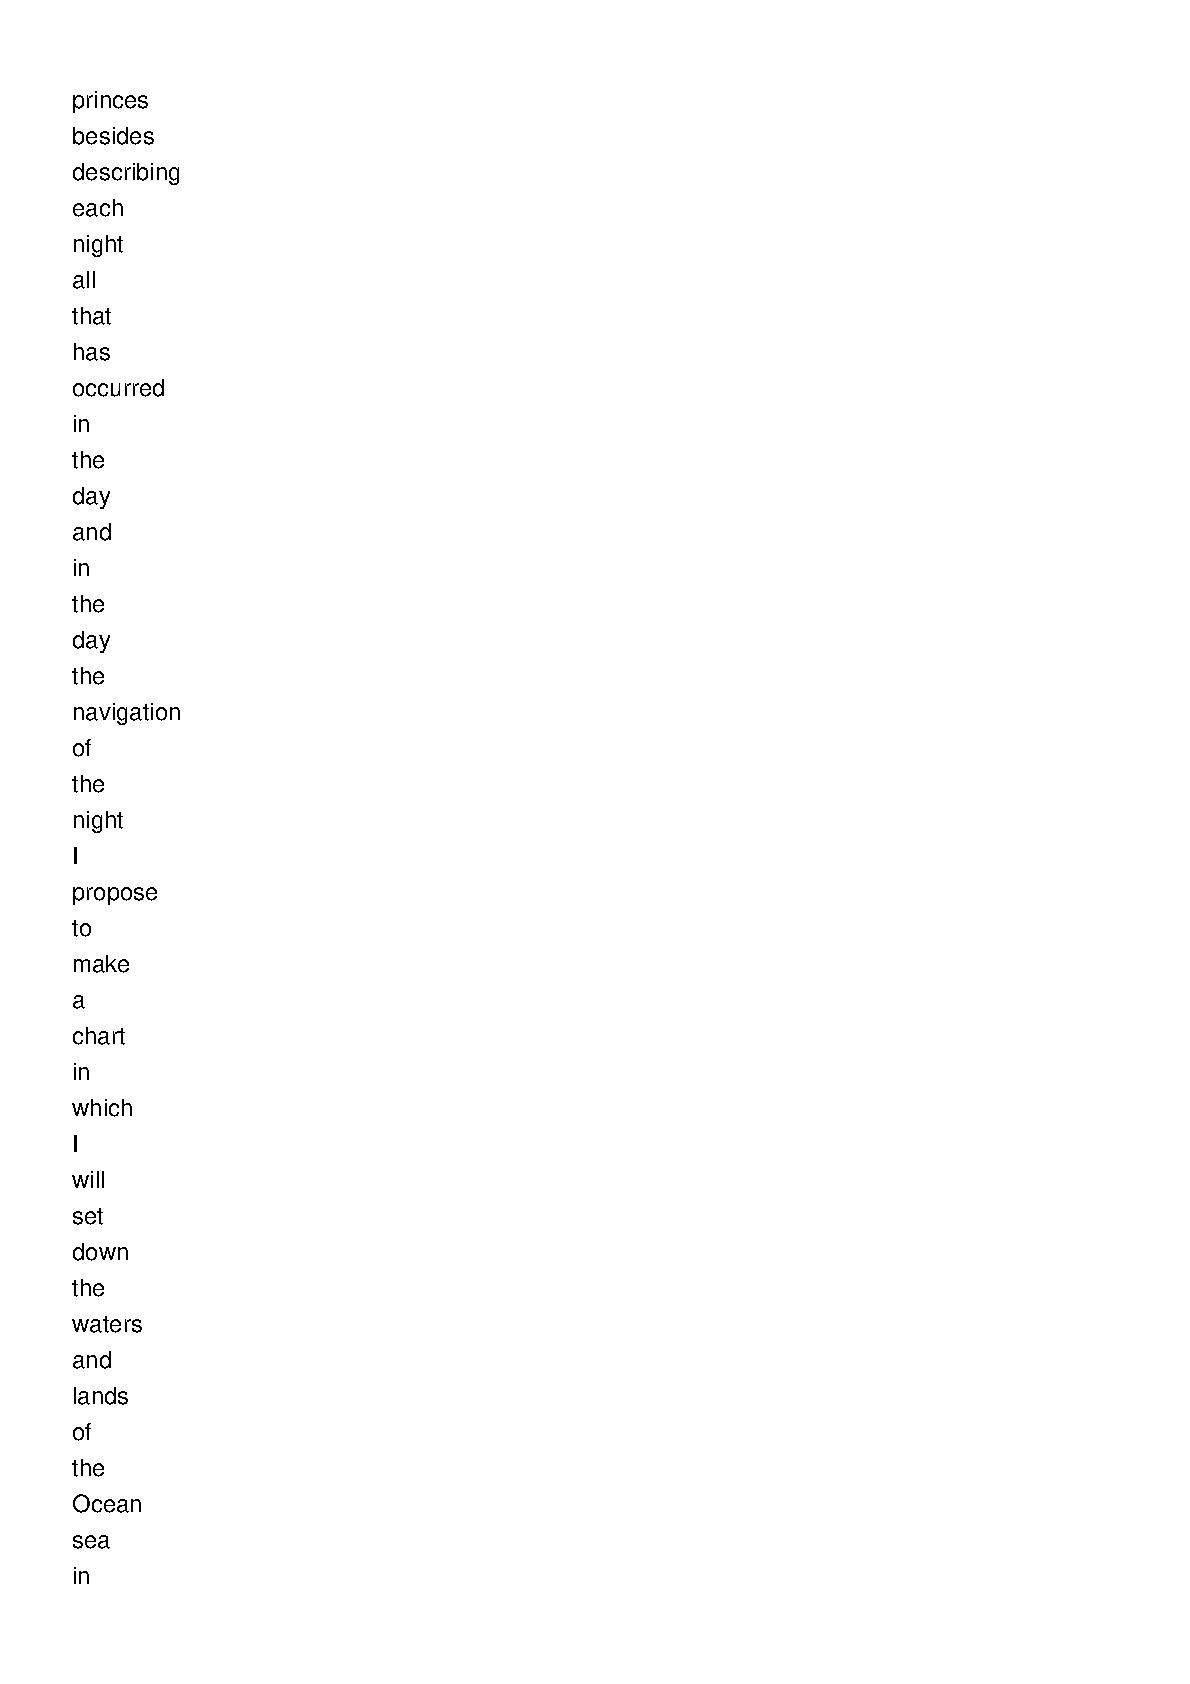 princes
besides
describing
each
night
all
that
has
occurred
in
the
day
and
in
the
day
the
navigation
of
the
night
I
propose
to
make
a
chart
in
which
I
will
set
down
the
waters
and
lands
of
the
Ocean
sea
in